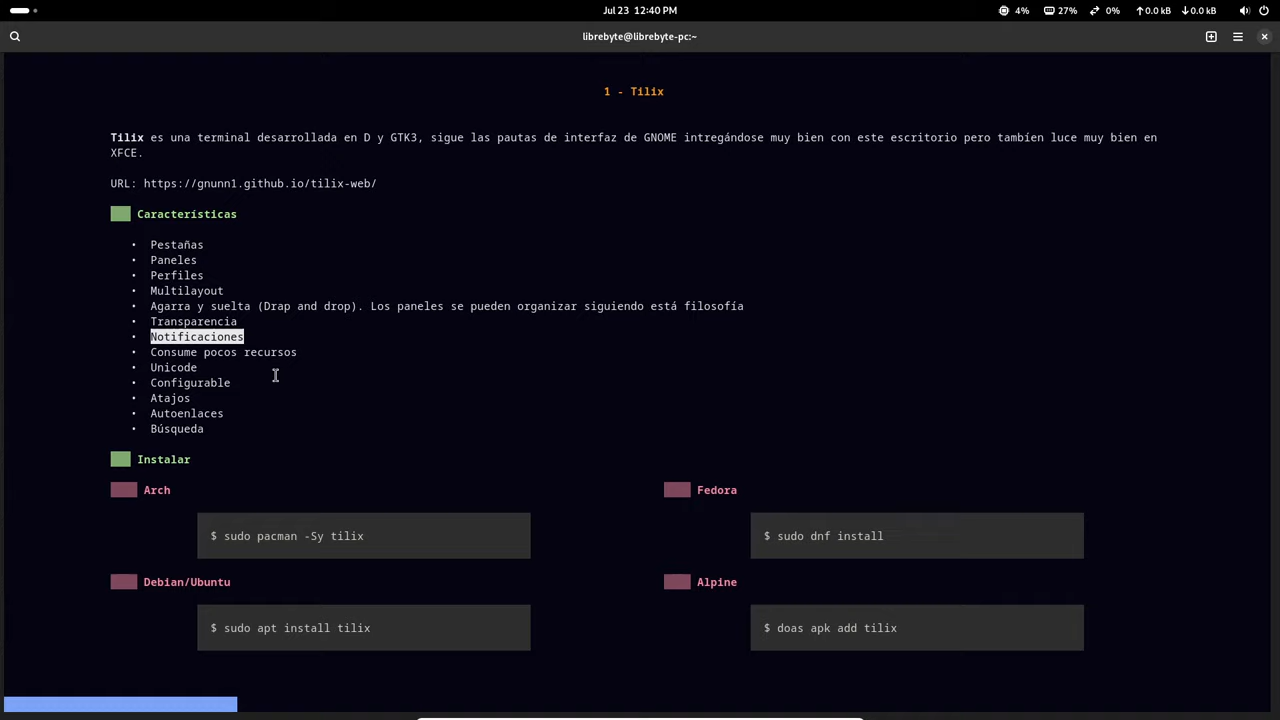 Jul 23 12:40 PM
4% 27% 0% 0.0 kB 0.0 kB
librebyte@librebyte-pc:~
1 - Tilix
Tilix es una terminal desarrollada en D y GTK3, sigue las pautas de interfaz de GNOME intregándose muy bien con este escritorio pero tambíen luce muy bien en
XFCE.
URL: https://gnunn1.github.io/tilix-web/
Características
• Pestañas
• Paneles
• Perfiles
• Multilayout
• Agarra y suelta (Drap and drop). Los paneles se pueden organizar siguiendo está filosofía
• Transparencia
• Notificaciones
• Consume pocos recursos
• Unicode
• Configurable
• Atajos
• Autoenlaces
• Búsqueda
Instalar
Arch
$ sudo pacman -Sy tilix
Fedora
$ sudo dnf install
Debian/Ubuntu
$ sudo apt install tilix
Alpine
$ doas apk add tilix